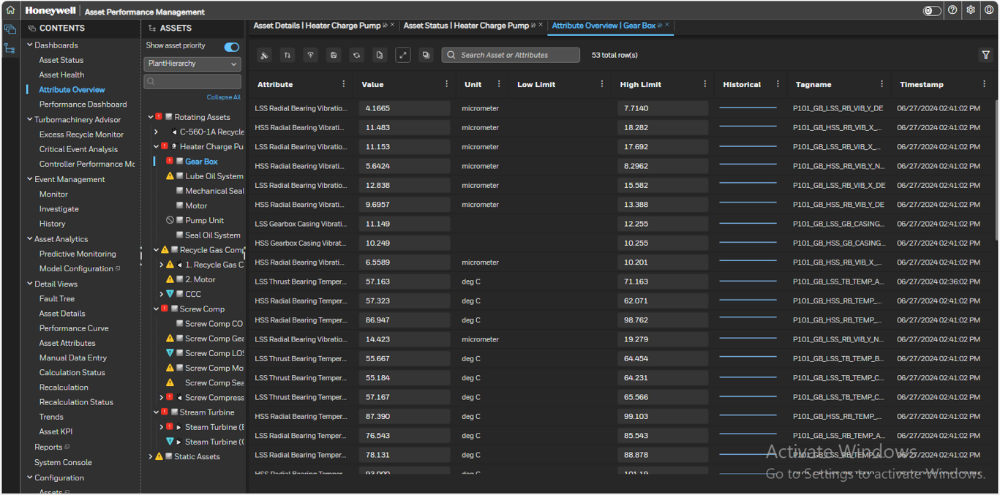 Honeywell | Asset Performance Management
CONTENTS
Dashboards
Asset Status
Asset Health
Attribute Overview
Performance Dashboard
Turbomachinery Advisor
Excess Recycle Monitor
Critical Event Analysis
Controller Performance Mc
Event Management
Monitor
Investigate
History
Asset Analytics
Predictive Monitoring
Model Configuration
Detail Views
Fault Tree
Asset Details
Performance Curve
Asset Attributes
Manual Data Entry
Calculation Status
Recalculation
Recalculation Status
Trends
Asset KPI
Reports
System Console
Configuration
Assets
ASSETS
Show asset priority
PlantHierarchy
Collapse All
Rotating Assets
C-560-1A Recycle
Heater Charge Pu
Gear Box
Lube Oil System
Mechanical Seal
Motor
Pump Unit
Seal Oil System
Recycle Gas Comp
1. Recycle Gas C
2. Motor
CCC
Screw Comp
Screw Comp CO
Screw Comp Gea
Screw Comp LOS
Screw Comp Mo
Screw Comp Sea
Screw Compress
Stream Turbine
Steam Turbine (E
Steam Turbine (C
Static Assets
Asset Details | Heater Charge Pump × Asset Status | Heater Charge Pump × Attribute Overview | Gear Box ×
Search Asset or Attributes 53 total row(s)
Attribute Value Unit Low Limit High Limit Historical Tagname Timestamp
LSS Radial Bearing Vibratio... 4.1665 micrometer 7.7140 P101_GB_LSS_RB_VIB_Y_DE 06/27/2024 02:41:02 PM
HSS Radial Bearing Vibrati... 11.483 micrometer 18.282 P101_GB_HSS_RB_VIB_X_... 06/27/2024 02:41:02 PM
LSS Radial Bearing Vibratio... 11.153 micrometer 17.692 P101_GB_LSS_RB_VIB_X_... 06/27/2024 02:41:02 PM
HSS Radial Bearing Vibrati... 5.6424 micrometer 8.2962 P101_GB_HSS_RB_VIB_Y_N... 06/27/2024 02:41:02 PM
LSS Radial Bearing Vibratio... 12.838 micrometer 15.582 P101_GB_LSS_RB_VIB_X_DE 06/27/2024 02:41:02 PM
HSS Radial Bearing Vibrati... 9.6957 micrometer 13.388 P101_GB_HSS_RB_VIB_Y_DE 06/27/2024 02:41:02 PM
LSS Gearbox Casing Vibrati... 11.149 12.255 P101_GB_LSS_GB_CASING... 06/27/2024 02:41:02 PM
HSS Gearbox Casing Vibrat... 10.249 10.255 P101_GB_HSS_GB_CASING... 06/27/2024 02:41:02 PM
HSS Radial Bearing Vibrati... 6.5589 micrometer 10.201 P101_GB_HSS_RB_VIB_X_... 06/27/2024 02:41:02 PM
LSS Thrust Bearing Temper... 57.163 deg C 71.163 P101_GB_LSS_TB_TEMP_A... 06/27/2024 02:36:02 PM
HSS Radial Bearing Temper... 57.323 deg C 62.071 P101_GB_HSS_RB_TEMP_... 06/27/2024 02:41:02 PM
HSS Radial Bearing Temper... 86.947 deg C 98.762 P101_GB_HSS_RB_TEMP_... 06/27/2024 02:41:02 PM
LSS Radial Bearing Vibratio... 14.423 micrometer 19.279 P101_GB_LSS_RB_VIB_Y_N... 06/27/2024 02:41:02 PM
LSS Thrust Bearing Temper... 55.667 deg C 64.454 P101_GB_LSS_TB_TEMP_B... 06/27/2024 02:41:02 PM
LSS Thrust Bearing Temper... 55.184 deg C 64.231 P101_GB_LSS_TB_TEMP_C... 06/27/2024 02:41:02 PM
LSS Thrust Bearing Temper... 57.167 deg C 65.566 P101_GB_LSS_TB_TEMP_C... 06/27/2024 02:41:02 PM
HSS Radial Bearing Temper... 87.390 deg C 99.103 P101_GB_HSS_RB_TEMP_... 06/27/2024 02:41:02 PM
LSS Radial Bearing Temper... 76.543 deg C 85.543 P101_GB_LSS_RB_TEMP_A... 06/27/2024 02:41:02 PM
LSS Radial Bearing Temper... 78.131 deg C 88.878 P101_GB_LSS_RB_TEMP_A... 06/27/2024 02:41:02 PM
HSS Radial Bearing Temper... 93.000 deg C 101.19 P101_GB_HSS_RB_TEMP_... 06/27/2024 02:41:02 PM
Activate Windows
Go to Settings to activate Windows.